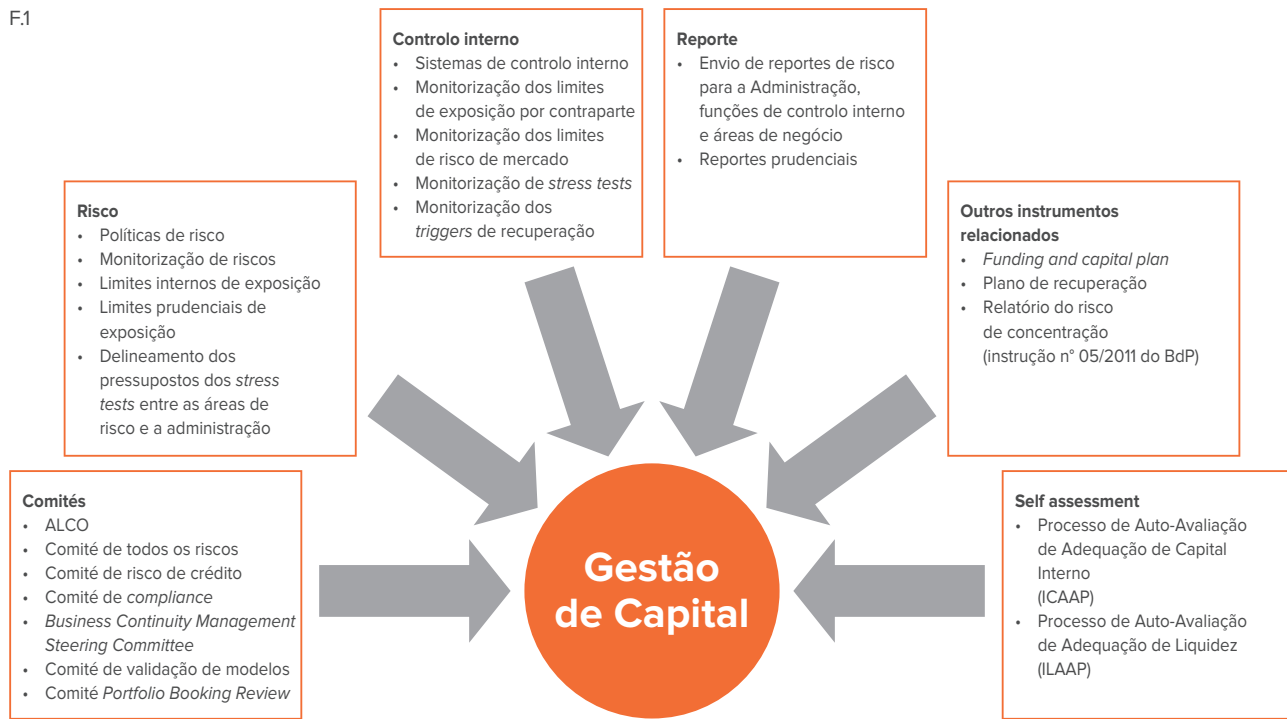 F.1
Controlo interno
• Sistemas de controlo interno
• Monitorização dos limites
de exposição por contraparte
• Monitorização dos limites
de risco de mercado
• Monitorização de stress tests
• Monitorização dos
triggers de recuperação
Reporte
• Envio de reportes de risco
para a Administração,
funções de controlo interno
e áreas de negócio
• Reportes prudenciais
Risco
• Políticas de risco
• Monitorização de riscos
• Limites internos de exposição
• Limites prudenciais de
exposição
• Delineamento dos
pressupostos dos stress
tests entre as áreas de
risco e a administração
Outros instrumentos
relacionados
• Funding and capital plan
• Plano de recuperação
• Relatório do risco
de concentração
(instrução n° 05/2011 do BdP)
Comités
• ALCO
• Comité de todos os riscos
• Comité de risco de crédito
• Comité de compliance
• Business Continuity Management
Steering Committee
• Comité de validação de modelos
• Comité Portfolio Booking Review
Gestão
de Capital
Self assessment
• Processo de Auto-Avaliação
de Adequação de Capital
Interno
(ICAAP)
• Processo de Auto-Avaliação
de Adequação de Liquidez
(ILAAP)